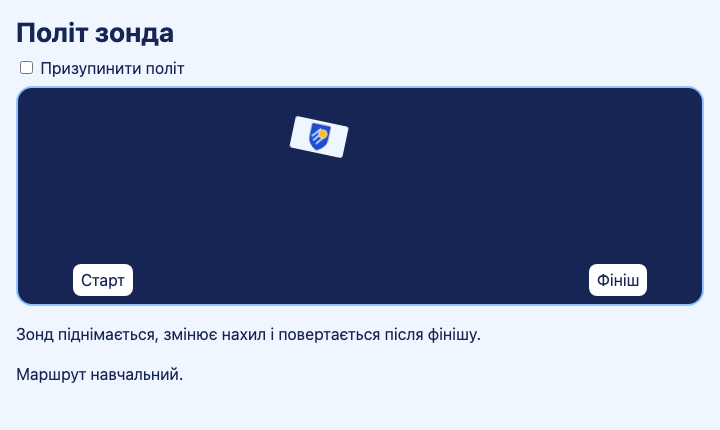 Політ зонда
Призупинити політ
Старт
Фініш
Зонд піднімається, змінює нахил і повертається після фінішу.
Маршрут навчальний.